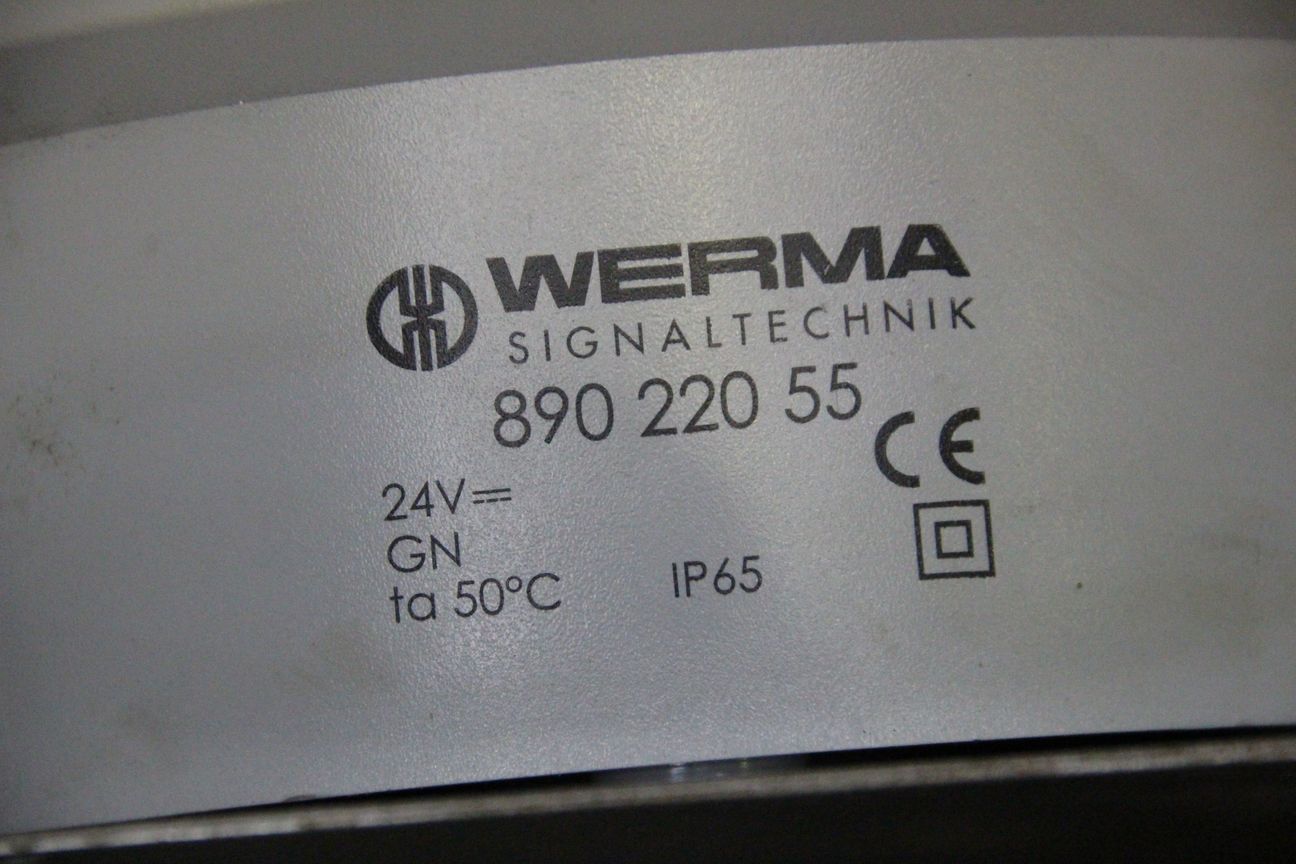 WERMA
SIGNALTECHNIK
890 220 55
CE
24V⎓
GN
ta 50°C
IP65